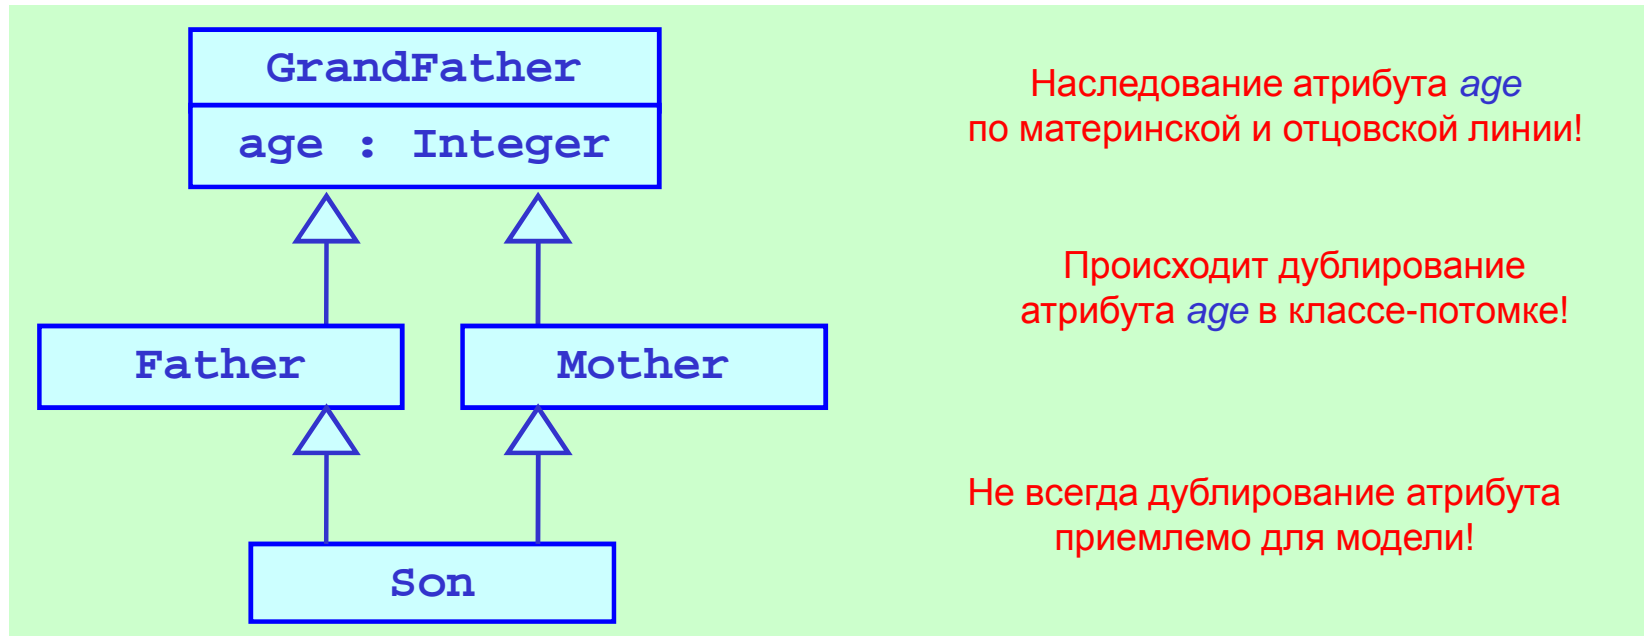 GrandFather
age : Integer
Father
Mother
Son
Наследование атрибута age
по материнской и отцовской линии!
Происходит дублирование
атрибута age в классе-потомке!
Не всегда дублирование атрибута
приемлемо для модели!